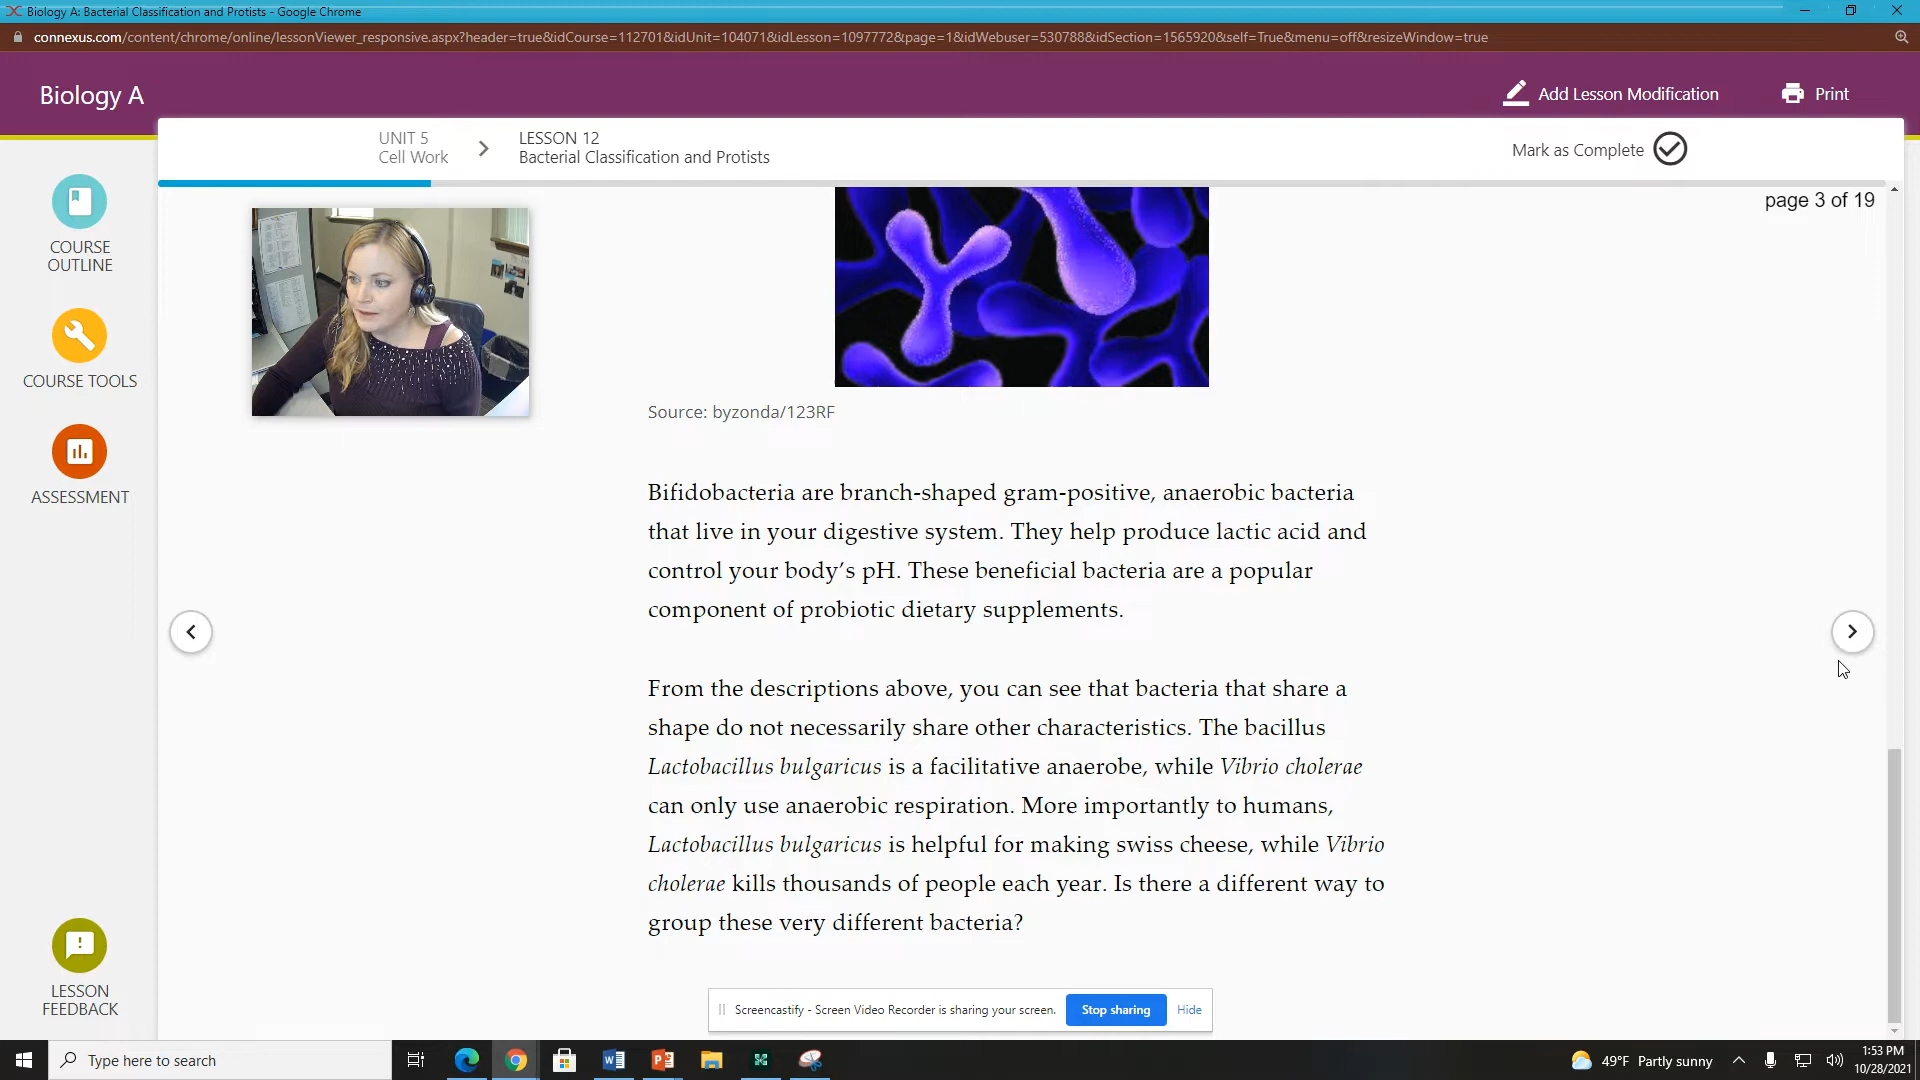 Biology A: Bacterial Classification and Protists - Google Chrome
connexus.com/content/chrome/online/lessonViewer_responsive.aspx?header=true&idCourse=112701&idUnit=104071&idLesson=1097772&page=1&idWebuser=530788&idSection=1565920&self=True&menu=off&resizeWindow=true
Biology A
Add Lesson Modification
Print
UNIT 5
Cell Work
LESSON 12
Bacterial Classification and Protists
Mark as Complete
page 3 of 19
COURSE
OUTLINE
COURSE TOOLS
ASSESSMENT
LESSON
FEEDBACK
Source: byzonda/123RF
Bifidobacteria are branch-shaped gram-positive, anaerobic bacteria
that live in your digestive system. They help produce lactic acid and
control your body’s pH. These beneficial bacteria are a popular
component of probiotic dietary supplements.
From the descriptions above, you can see that bacteria that share a
shape do not necessarily share other characteristics. The bacillus
Lactobacillus bulgaricus is a facilitative anaerobe, while Vibrio cholerae
can only use anaerobic respiration. More importantly to humans,
Lactobacillus bulgaricus is helpful for making swiss cheese, while Vibrio
cholerae kills thousands of people each year. Is there a different way to
group these very different bacteria?
Screencastify - Screen Video Recorder is sharing your screen.
Stop sharing
Hide
Type here to search
49°F Partly sunny
1:53 PM
10/28/2021